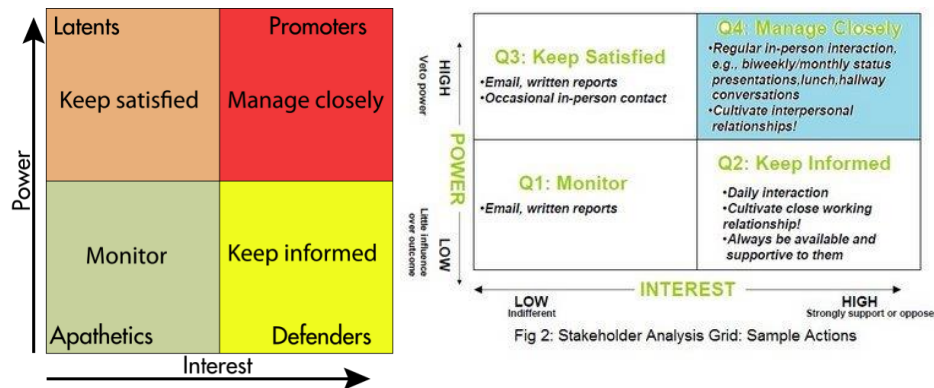 Latents
Promoters
Keep satisfied
Manage closely
Power
Monitor
Keep informed
Apathetics
Defenders
Interest
Q3: Keep Satisfied
•Email, written reports
•Occasional in-person contact
Q4: Manage Closely
•Regular in-person interaction,
e.g., biweekly/monthly status
presentations,lunch,hallway
conversations
•Cultivate interpersonal
relationships!
Q1: Monitor
•Email, written reports
Q2: Keep Informed
•Daily interaction
•Cultivate close working
relationship!
•Always be available and
supportive to them
HIGH
Veto power
POWER
LOW
Little influence
over outcome
INTEREST
LOW
Indifferent
HIGH
Strongly support or oppose
Fig 2: Stakeholder Analysis Grid: Sample Actions